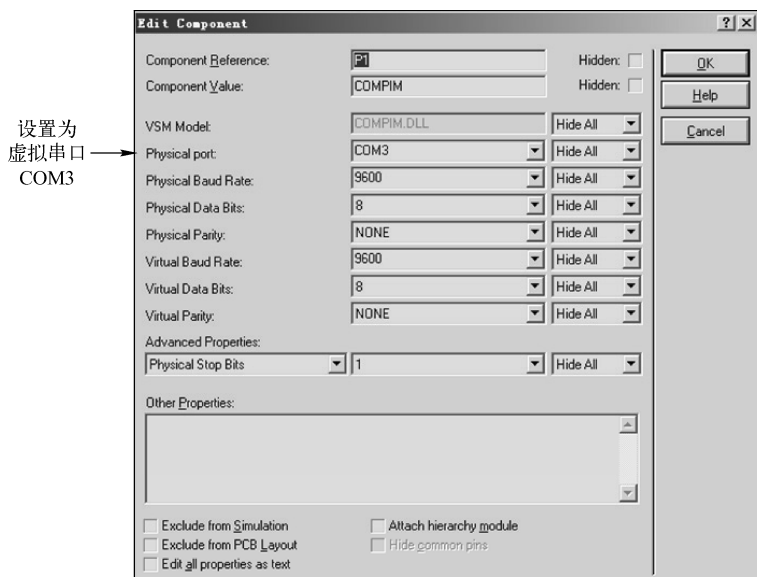 Edit Component
Component Reference: P1 Hidden:
Component Value: COMPIM Hidden:
VSM Model: COMPIM.DLL Hide All
Physical port: COM3 Hide All
Physical Baud Rate: 9600 Hide All
Physical Data Bits: 8 Hide All
Physical Parity: NONE Hide All
Virtual Baud Rate: 9600 Hide All
Virtual Data Bits: 8 Hide All
Virtual Parity: NONE Hide All
Advanced Properties:
Physical Stop Bits 1 Hide All
Other Properties:
Exclude from Simulation Attach hierarchy module
Exclude from PCB Layout Hide common pins
Edit all properties as text
OK
Help
Cancel
设置为
虚拟串口
COM3